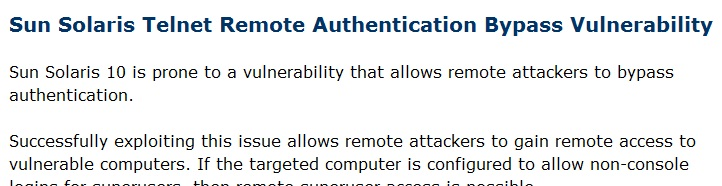 Sun Solaris Telnet Remote Authentication Bypass Vulnerability
Sun Solaris 10 is prone to a vulnerability that allows remote attackers to bypass
authentication.
Successfully exploiting this issue allows remote attackers to gain remote access to
vulnerable computers. If the targeted computer is configured to allow non-console
logins for superusers, then remote superuser access is possible.